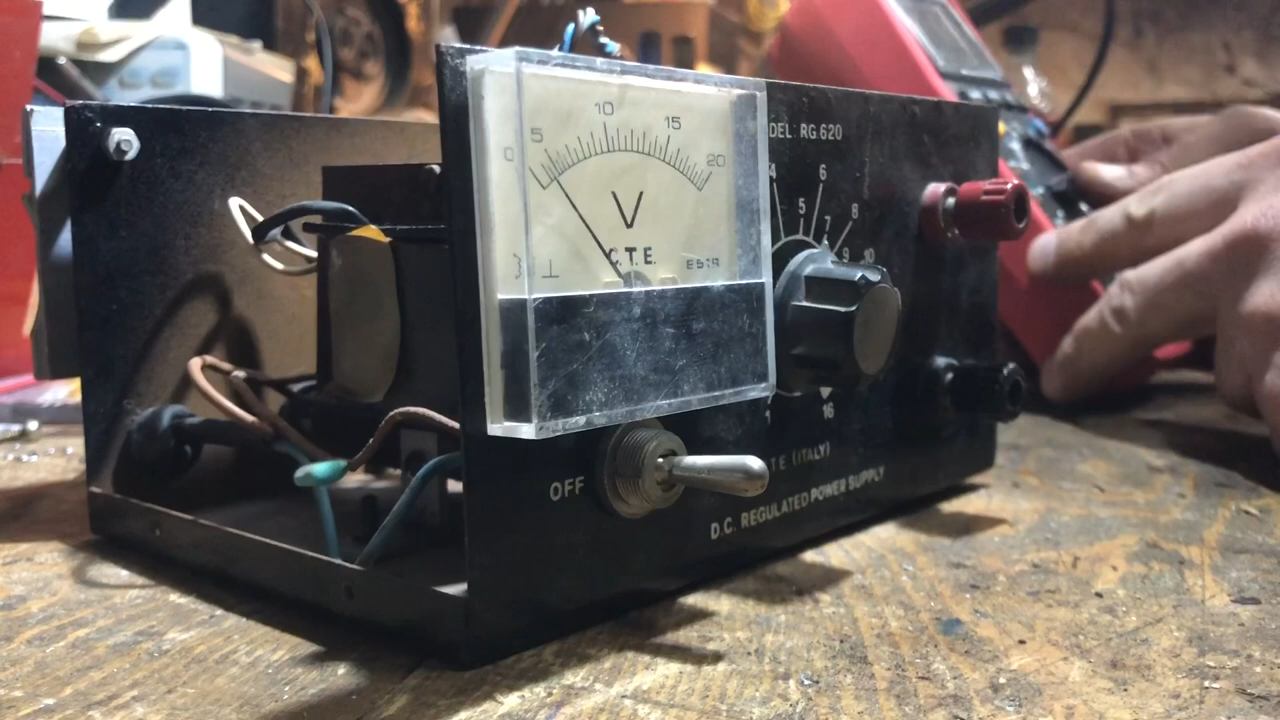 0 5 10 15 20
V
C.T.E.
DEL: RG.620
4 5 6 7 8 9 10
16
OFF
TE (ITALY)
D.C. REGULATED POWER SUPPLY